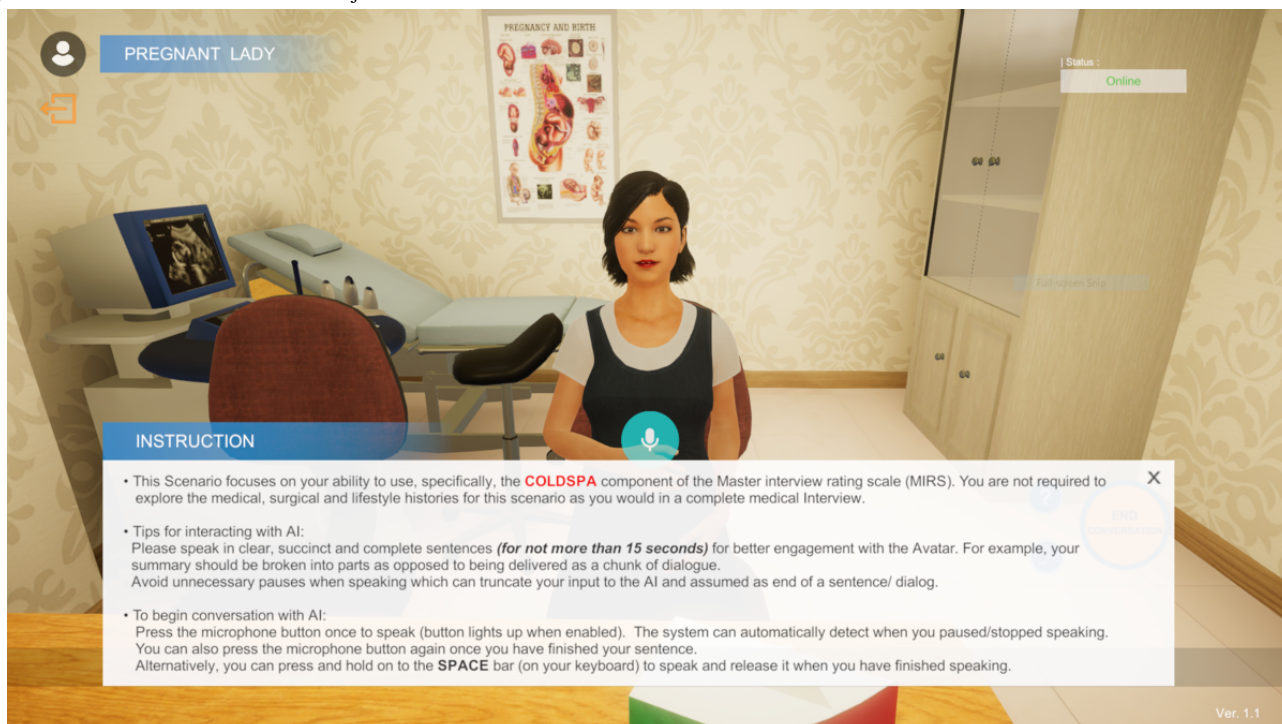 PREGNANT LADY
PREGNANCY AND BIRTH
| Status :
Online
Full-screen Snip
INSTRUCTION
X
• This Scenario focuses on your ability to use, specifically, the COLDSPA component of the Master interview rating scale (MIRS). You are not required to
explore the medical, surgical and lifestyle histories for this scenario as you would in a complete medical Interview.
• Tips for interacting with AI:
Please speak in clear, succinct and complete sentences (for not more than 15 seconds) for better engagement with the Avatar. For example, your
summary should be broken into parts as opposed to being delivered as a chunk of dialogue.
Avoid unnecessary pauses when speaking which can truncate your input to the AI and assumed as end of a sentence/ dialog.
• To begin conversation with AI:
Press the microphone button once to speak (button lights up when enabled). The system can automatically detect when you paused/stopped speaking.
You can also press the microphone button again once you have finished your sentence.
Alternatively, you can press and hold on to the SPACE bar (on your keyboard) to speak and release it when you have finished speaking.
?
END
CONVERSATION
Ver. 1.1